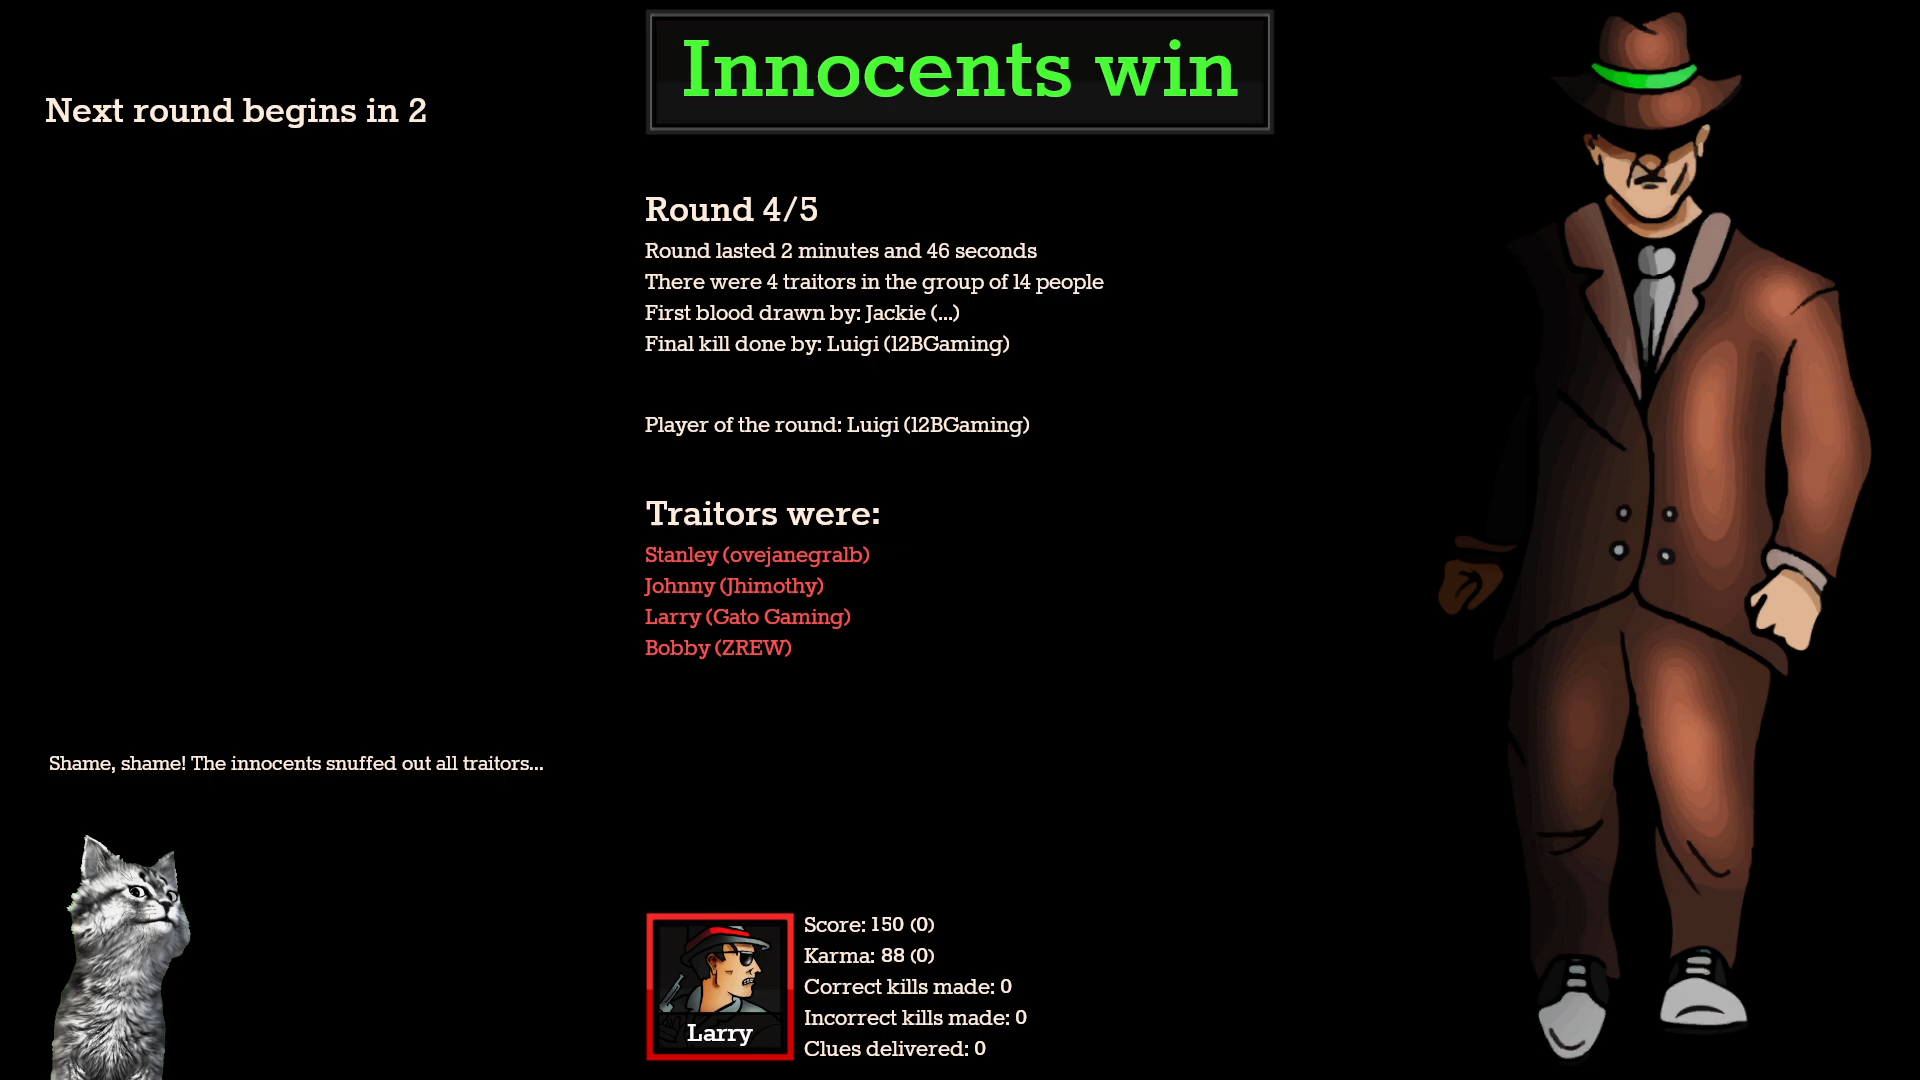 Innocents win
Next round begins in 2
Round 4/5
Round lasted 2 minutes and 46 seconds
There were 4 traitors in the group of 14 people
First blood drawn by: Jackie (...)
Final kill done by: Luigi (12BGaming)
Player of the round: Luigi (12BGaming)
Traitors were:
Stanley (ovejanegralb)
Johnny (Jhimothy)
Larry (Gato Gaming)
Bobby (ZREW)
Shame, shame! The innocents snuffed out all traitors...
Larry
Score: 150 (0)
Karma: 88 (0)
Correct kills made: 0
Incorrect kills made: 0
Clues delivered: 0